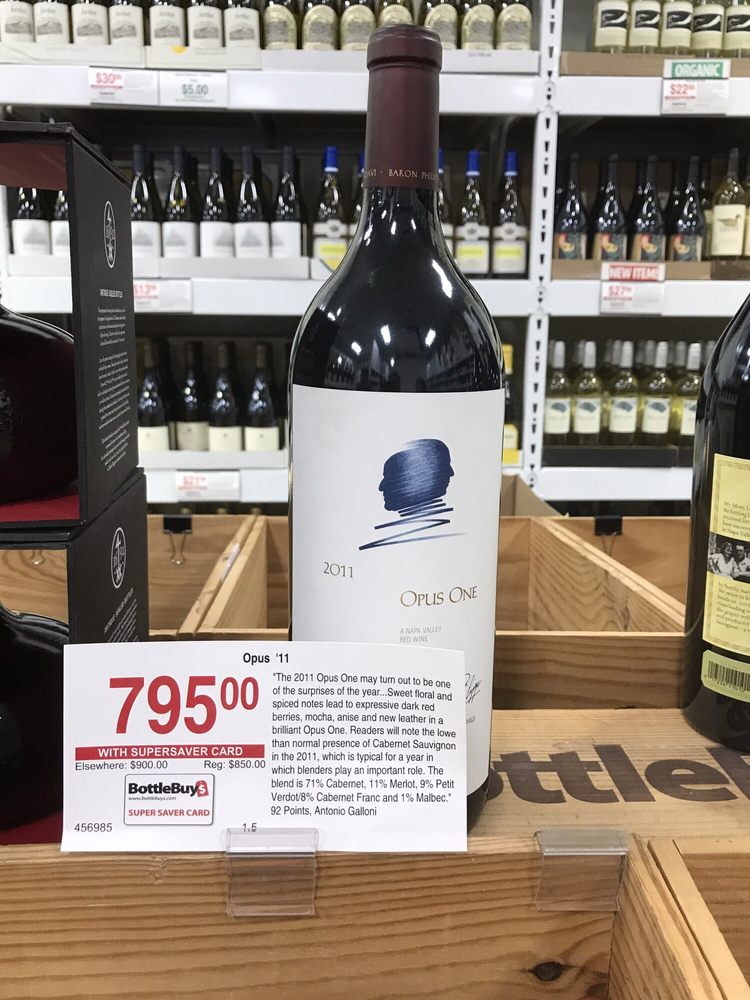 $30
$5.00
ORGANIC
$22
AVI · BARON PHI
$13
NEW ITEM!
$27
2011
OPUS ONE
A NAPA VALLEY
RED WINE
Opus '11
795.00
WITH SUPERSAVER CARD
Elsewhere: $900.00 Reg: $850.00
BottleBuy$
www.bottlebuys.com
SUPER SAVER CARD
456985
1.5
"The 2011 Opus One may turn out to be one
of the surprises of the year...Sweet floral and
spiced notes lead to expressive dark red
berries, mocha, anise and new leather in a
brilliant Opus One. Readers will note the lowe
than normal presence of Cabernet Sauvignon
in the 2011, which is typical for a year in
which blenders play an important role. The
blend is 71% Cabernet, 11% Merlot, 9% Petit
Verdot/8% Cabernet Franc and 1% Malbec."
92 Points, Antonio Galloni
ottleB